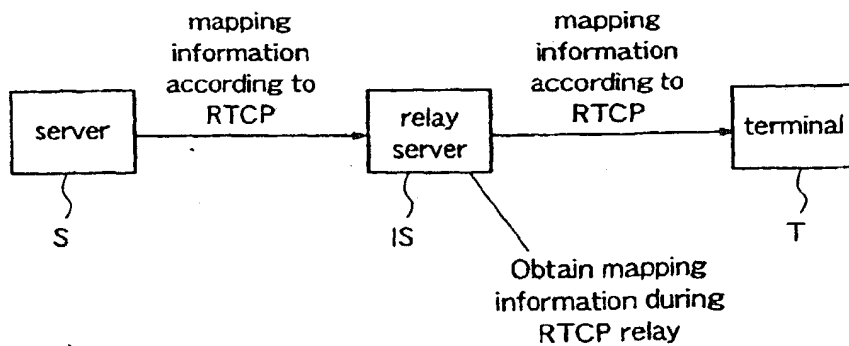 mapping
information
according to
RTCP
mapping
information
according to
RTCP
server
relay
server
terminal
S
IS
T
Obtain mapping
information during
RTCP relay